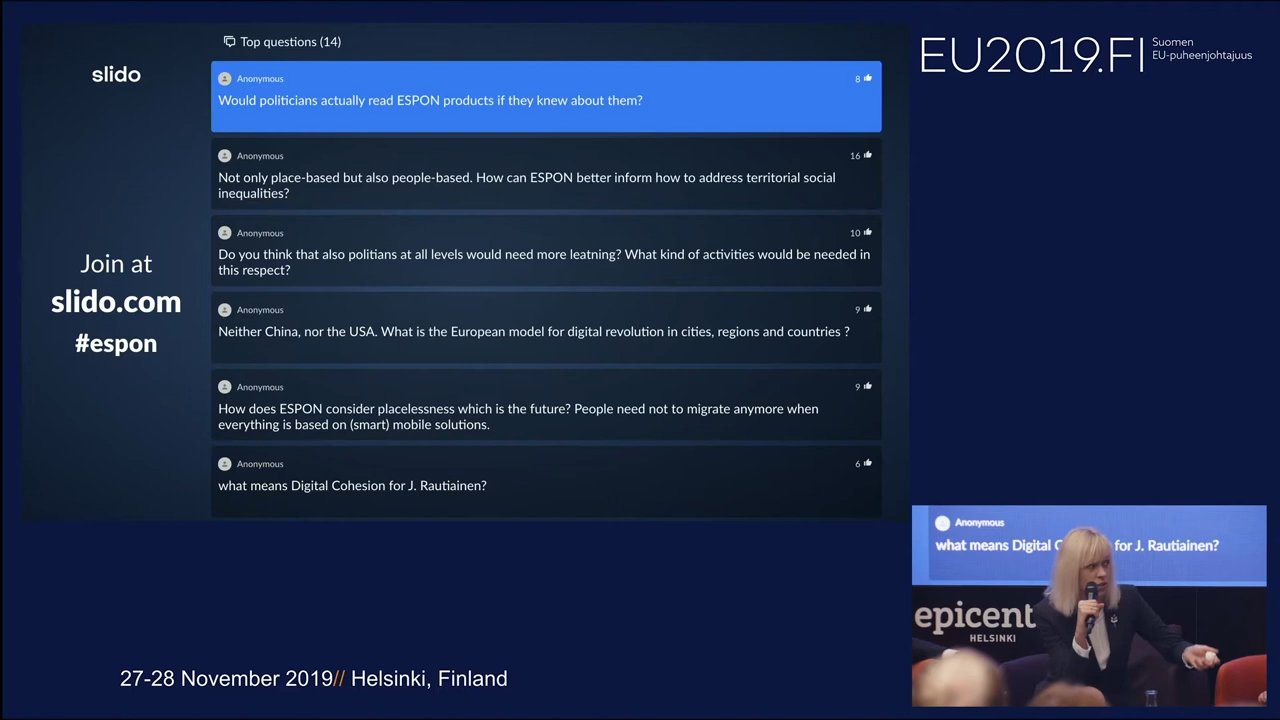 Top questions (14)
slido
Anonymous
8
Would politicians actually read ESPON products if they knew about them?
Anonymous
16
Not only place-based but also people-based. How can ESPON better inform how to address territorial social
inequalities?
Anonymous
10
Do you think that also politians at all levels would need more leatning? What kind of activities would be needed in
this respect?
Join at
slido.com
#espon
Anonymous
9
Neither China, nor the USA. What is the European model for digital revolution in cities, regions and countries ?
Anonymous
9
How does ESPON consider placelessness which is the future? People need not to migrate anymore when
everything is based on (smart) mobile solutions.
Anonymous
6
what means Digital Cohesion for J. Rautiainen?
EU2019.FI
Suomen
EU-puheenjohtajuus
Anonymous
what means Digital C for J. Rautiainen?
epicent
HELSINKI
27-28 November 2019// Helsinki, Finland